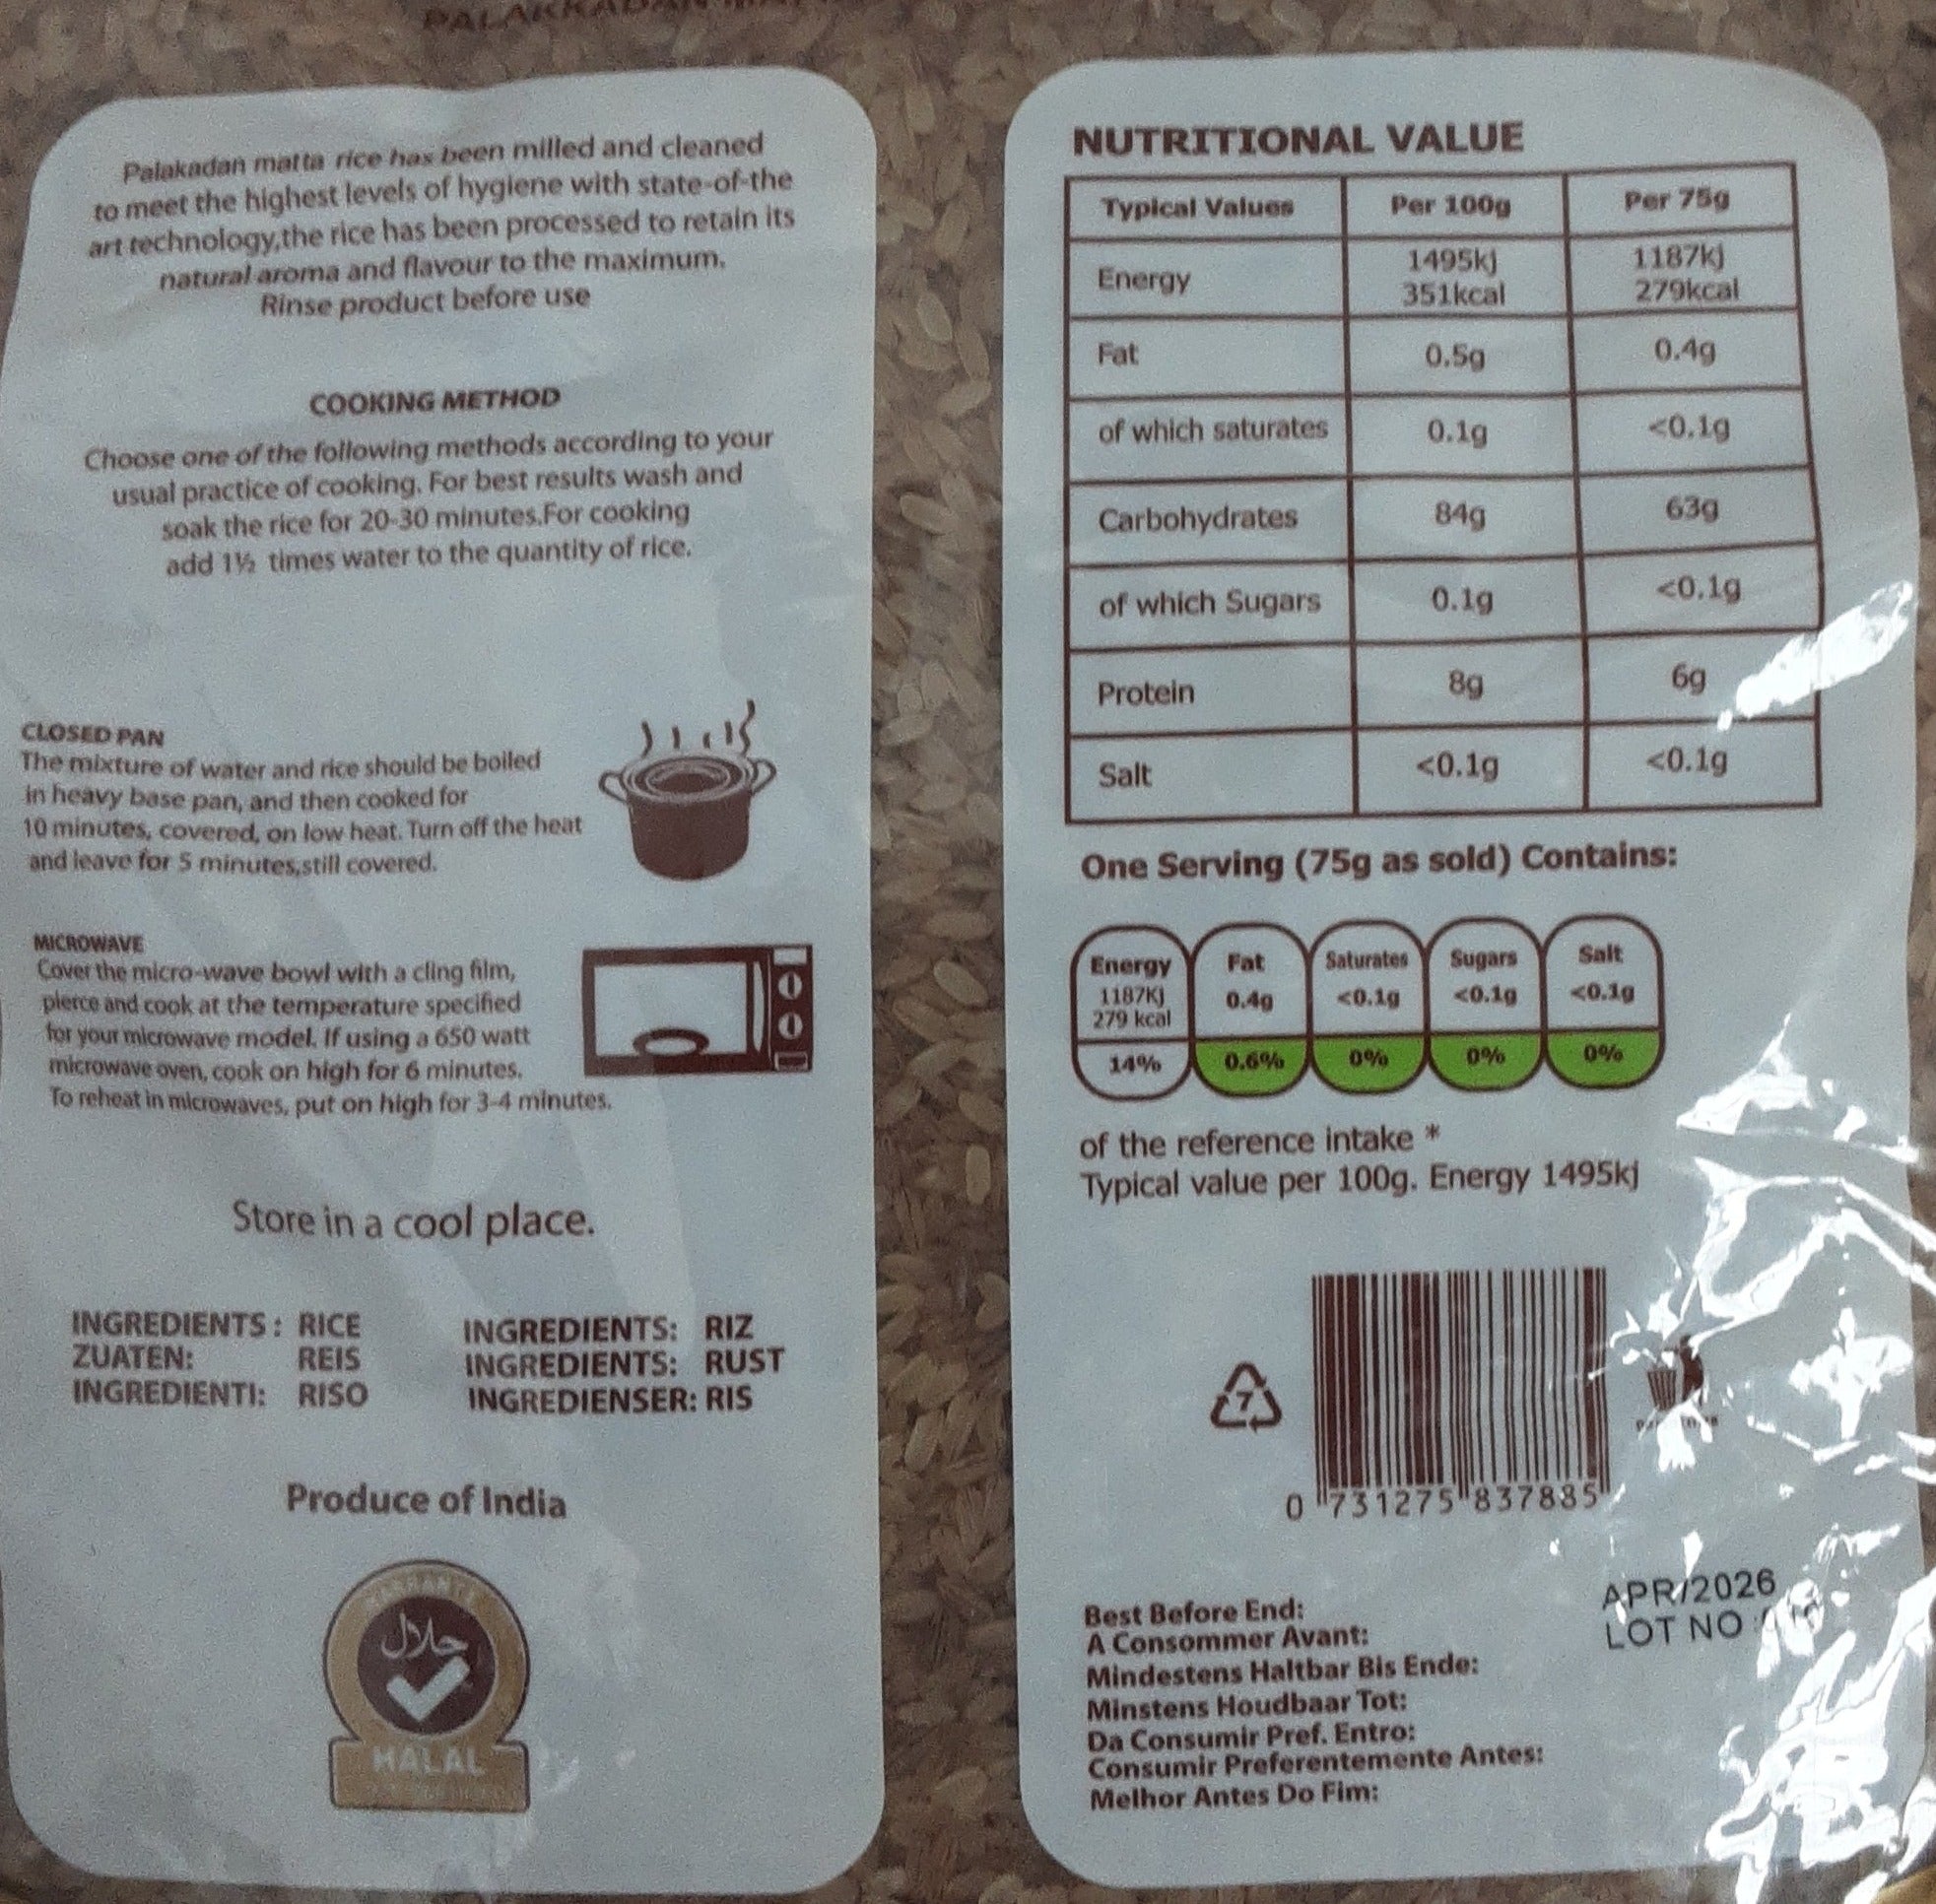 Palakadan matta rice has been milled and cleaned
to meet the highest levels of hygiene with state-of-the
art technology,the rice has been processed to retain its
natural aroma and flavour to the maximum.
Rinse product before use
COOKING METHOD
Choose one of the following methods according to your
usual practice of cooking. For best results wash and
soak the rice for 20-30 minutes.For cooking
add 1½ times water to the quantity of rice.
CLOSED PAN
The mixture of water and rice should be boiled
in heavy base pan, and then cooked for
10 minutes, covered, on low heat. Turn off the heat
and leave for 5 minutes,still covered.
MICROWAVE
Cover the micro-wave bowl with a cling film,
pierce and cook at the temperature specified
for your microwave model. If using a 650 watt
microwave oven, cook on high for 6 minutes.
To reheat in microwaves, put on high for 3-4 minutes.
Store in a cool place.
INGREDIENTS : RICE INGREDIENTS: RIZ
ZUATEN: REIS INGREDIENTS: RUST
INGREDIENTI: RISO INGREDIENSER: RIS
Produce of India
حلال
HALAL
NUTRITIONAL VALUE
Typical Values Per 100g Per 75g
Energy 1495kj 1187kj
351kcal 279kcal
Fat 0.5g 0.4g
of which saturates 0.1g <0.1g
Carbohydrates 84g 63g
of which Sugars 0.1g <0.1g
Protein 8g 6g
Salt <0.1g <0.1g
One Serving (75g as sold) Contains:
Energy Fat Saturates Sugars Salt
1187KJ 0.4g <0.1g <0.1g <0.1g
279 kcal
14% 0.6% 0% 0% 0%
of the reference intake *
Typical value per 100g. Energy 1495kj
7
0 731275 837885
APR/2026
LOT NO
Best Before End:
A Consommer Avant:
Mindestens Haltbar Bis Ende:
Minstens Houdbaar Tot:
Da Consumir Pref. Entro:
Consumir Preferentemente Antes:
Melhor Antes Do Fim: